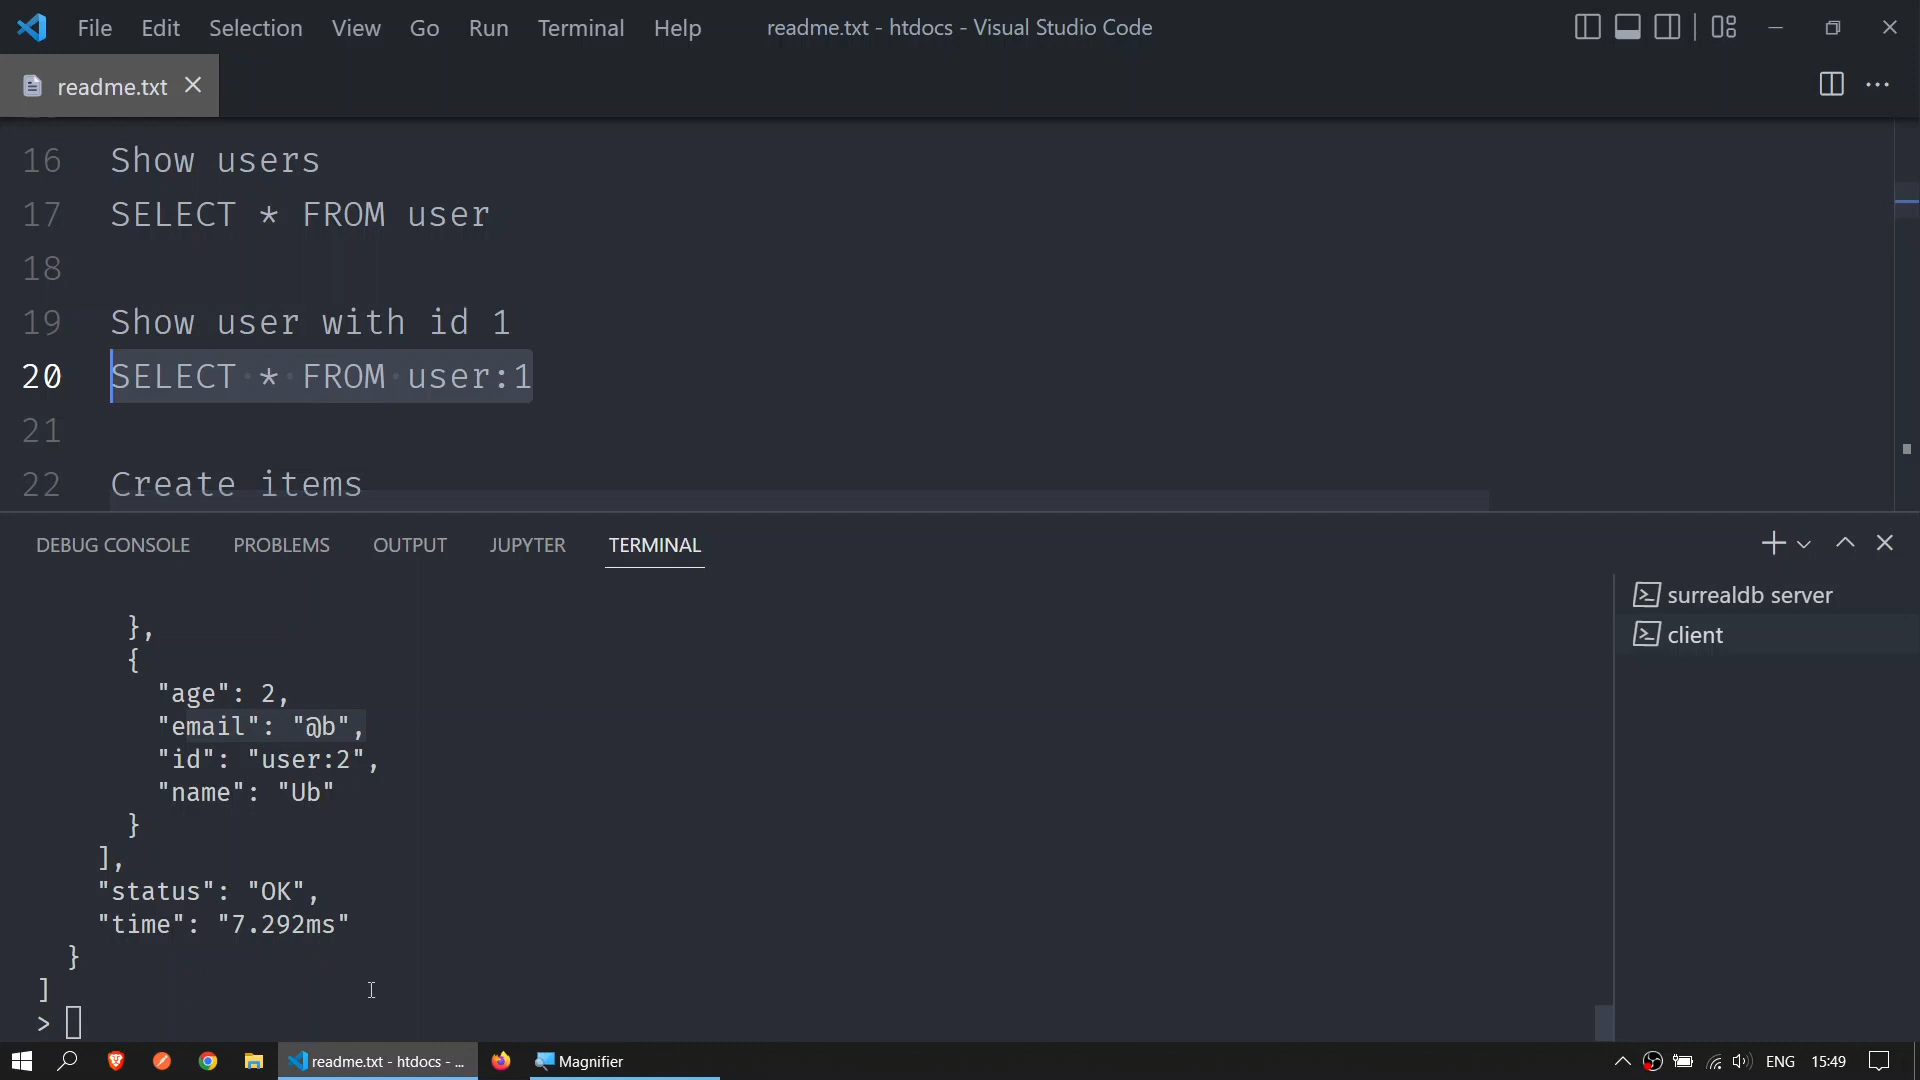 File Edit Selection View Go Run Terminal Help readme.txt - htdocs - Visual Studio Code
readme.txt
16 Show users
17 SELECT * FROM user
18
19 Show user with id 1
20 SELECT * FROM user:1
21
22 Create items
DEBUG CONSOLE PROBLEMS OUTPUT JUPYTER TERMINAL
surrealdb server
client
},
{
"age": 2,
"email": "@b",
"id": "user:2",
"name": "Ub"
}
],
"status": "OK",
"time": "7.292ms"
}
]
>
readme.txt - htdocs - ... Magnifier ENG 15:49